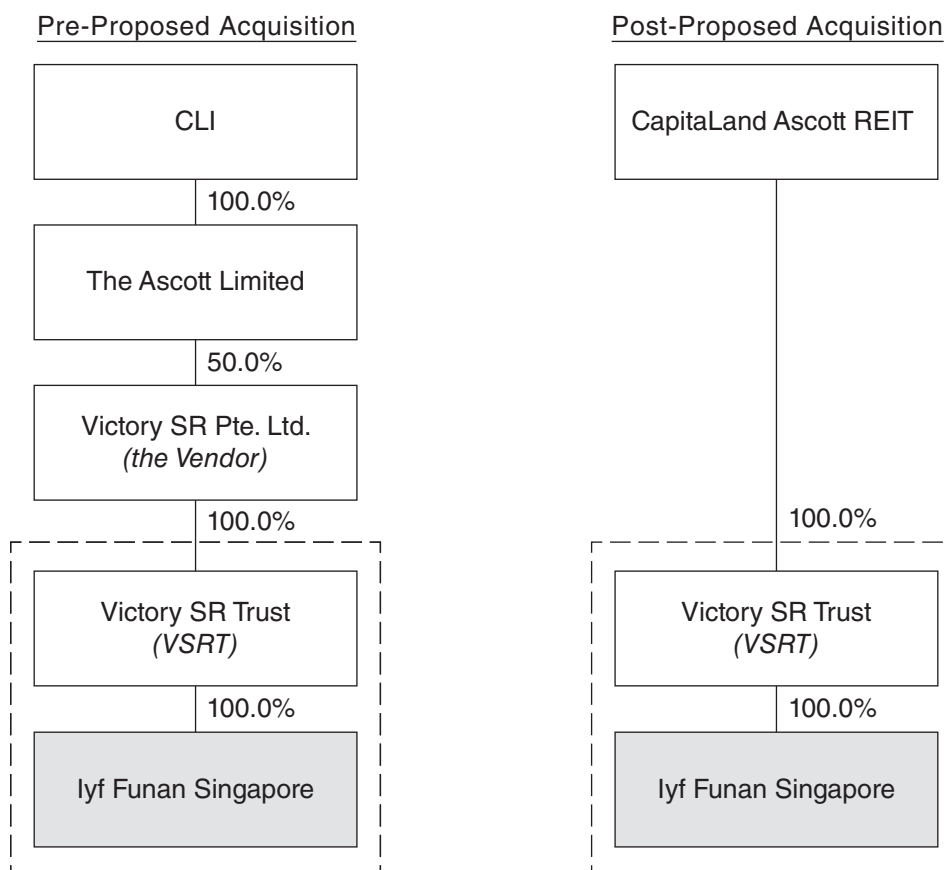 Pre-Proposed Acquisition
CLI
100.0%
The Ascott Limited
50.0%
Victory SR Pte. Ltd.
(the Vendor)
100.0%
Victory SR Trust
(VSRT)
100.0%
lyf Funan Singapore
Post-Proposed Acquisition
CapitaLand Ascott REIT
100.0%
Victory SR Trust
(VSRT)
100.0%
lyf Funan Singapore